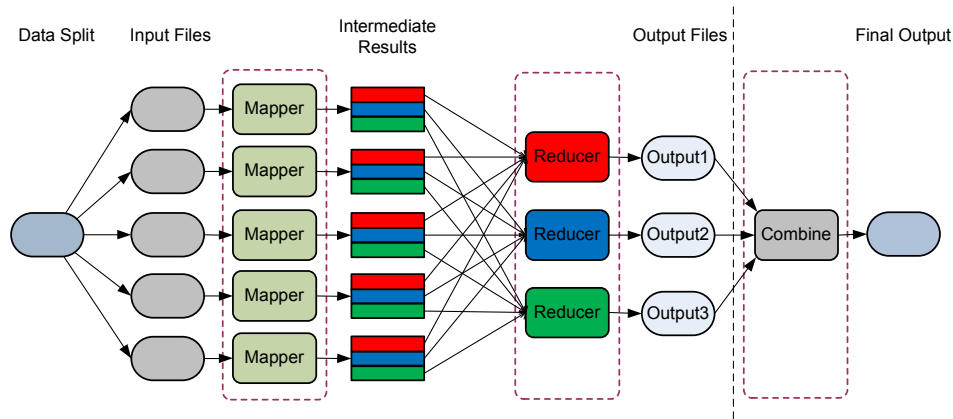 Data Split
Input Files
Intermediate
Results
Output Files
Final Output
Mapper
Mapper
Mapper
Mapper
Mapper
Reducer
Reducer
Reducer
Output1
Output2
Output3
Combine